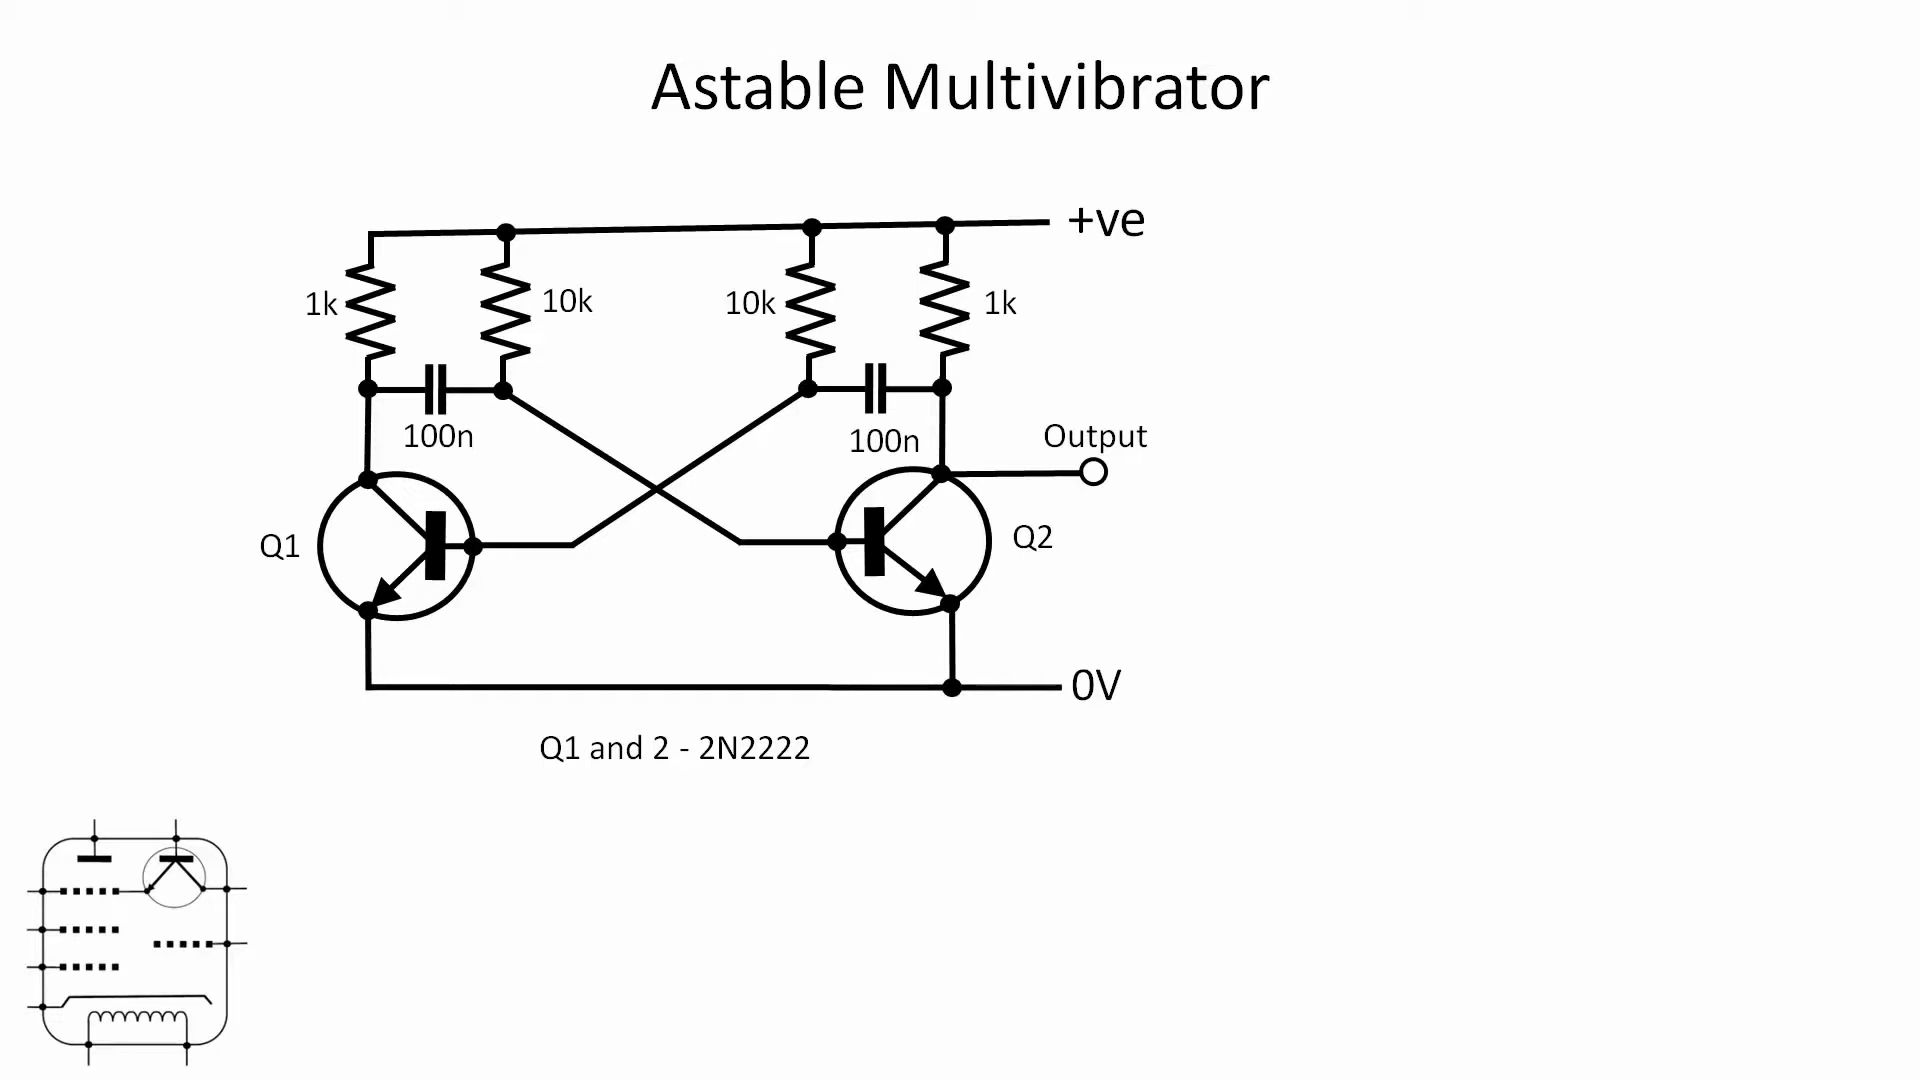 Astable Multivibrator
+ve
1k
10k
10k
1k
100n
100n
Output
Q1
Q2
0V
Q1 and 2 - 2N2222